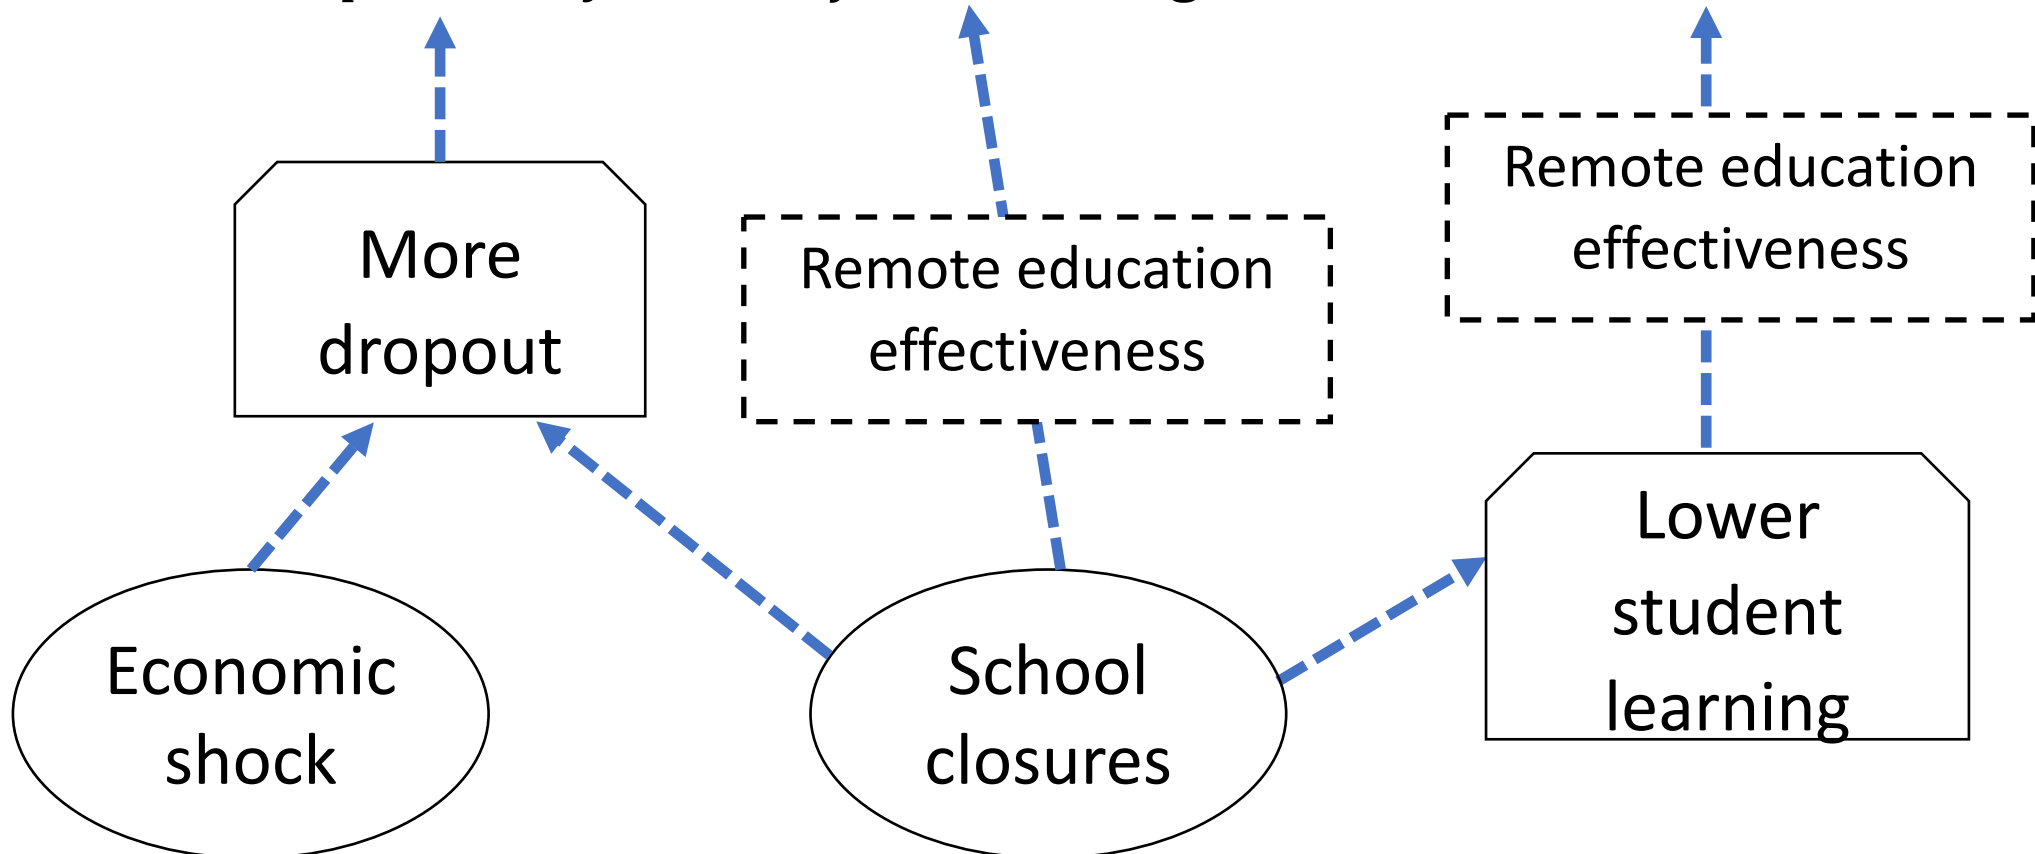 More
dropout
Remote education
effectiveness
Remote education
effectiveness
Economic
shock
School
closures
Lower
student
learning